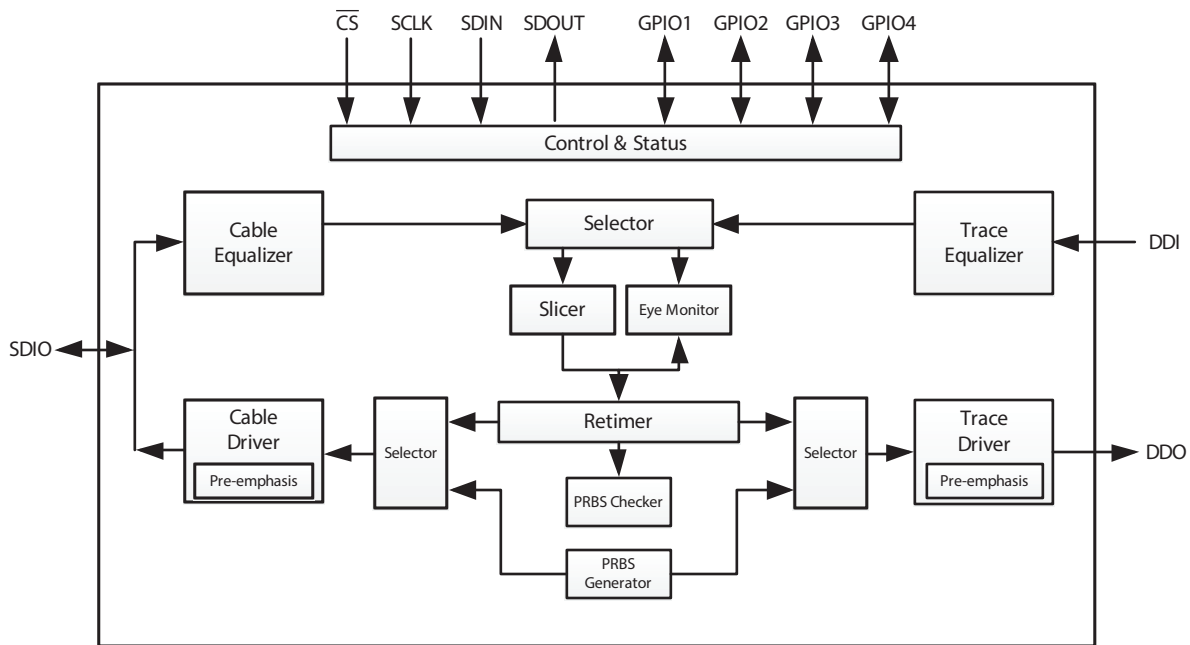 C̅S̅ SCLK SDIN SDOUT GPIO1 GPIO2 GPIO3 GPIO4
Control & Status
Cable
Equalizer
Selector
Trace
Equalizer
DDI
Slicer
Eye Monitor
SDIO
Cable
Driver
Pre-emphasis
Selector
Retimer
Selector
Trace
Driver
Pre-emphasis
DDO
PRBS Checker
PRBS
Generator